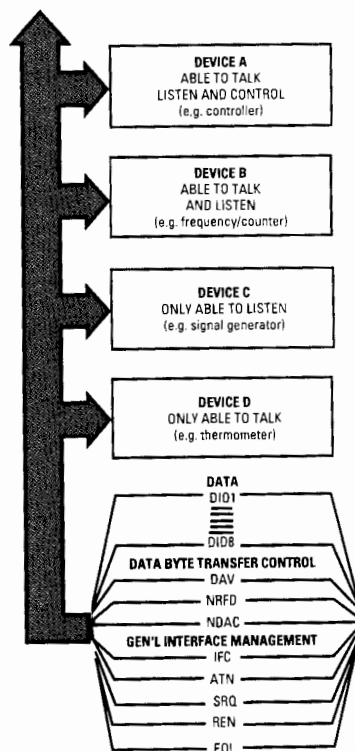 DEVICE A
ABLE TO TALK
LISTEN AND CONTROL
(e.g. controller)
DEVICE B
ABLE TO TALK
AND LISTEN
(e.g. frequency/counter)
DEVICE C
ONLY ABLE TO LISTEN
(e.g. signal generator)
DEVICE D
ONLY ABLE TO TALK
(e.g. thermometer)
DATA
DIO1
DIO8
DATA BYTE TRANSFER CONTROL
DAV
NRFD
NDAC
GEN'L INTERFACE MANAGEMENT
IFC
ATN
SRQ
REN
EOI